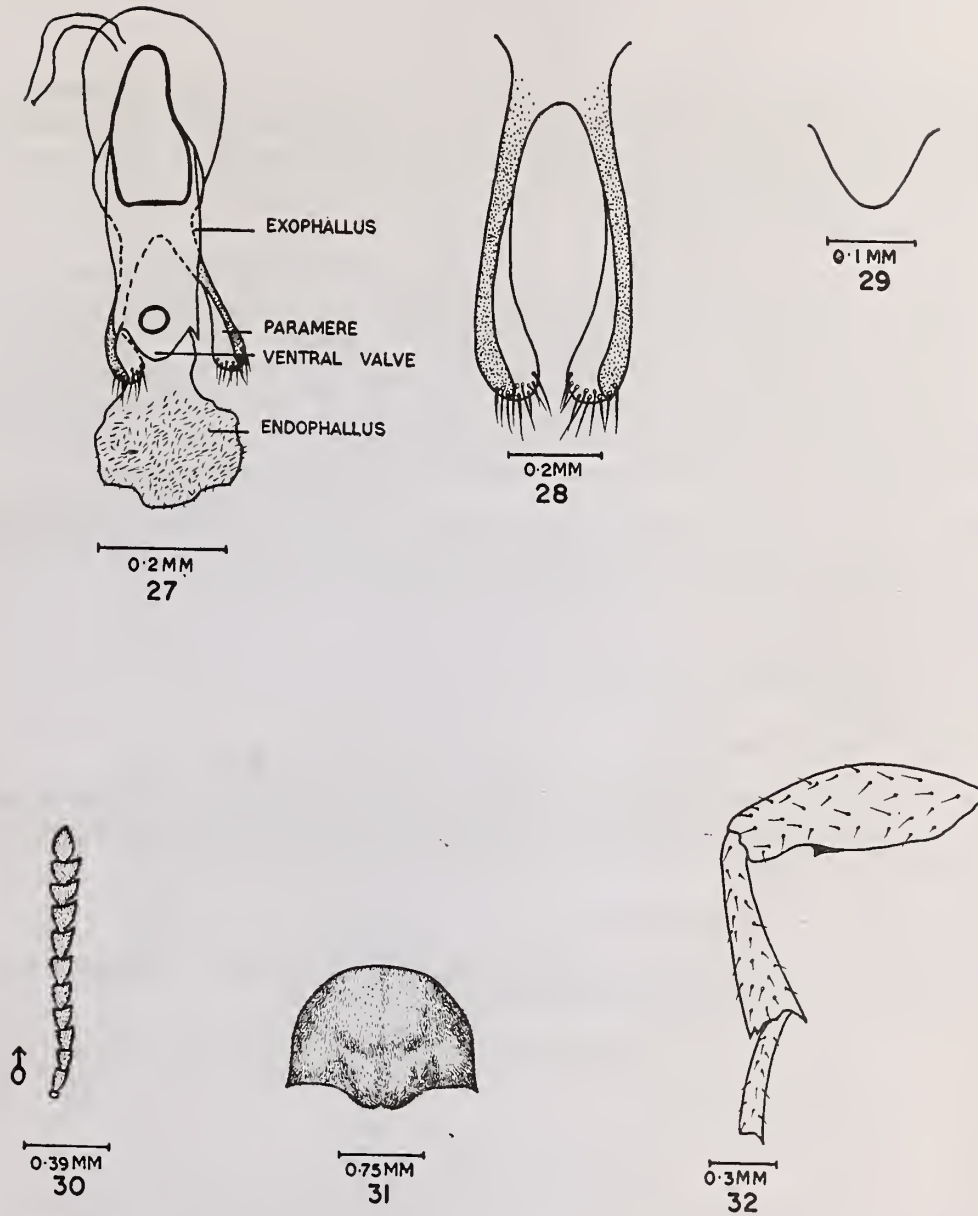 EXOPHALLUS
PARAMERE
VENTRAL VALVE
ENDOPHALLUS
0·2MM
27
0·2MM
28
0·1MM
29
♂
0·39MM
30
0·75MM
31
0·3MM
32